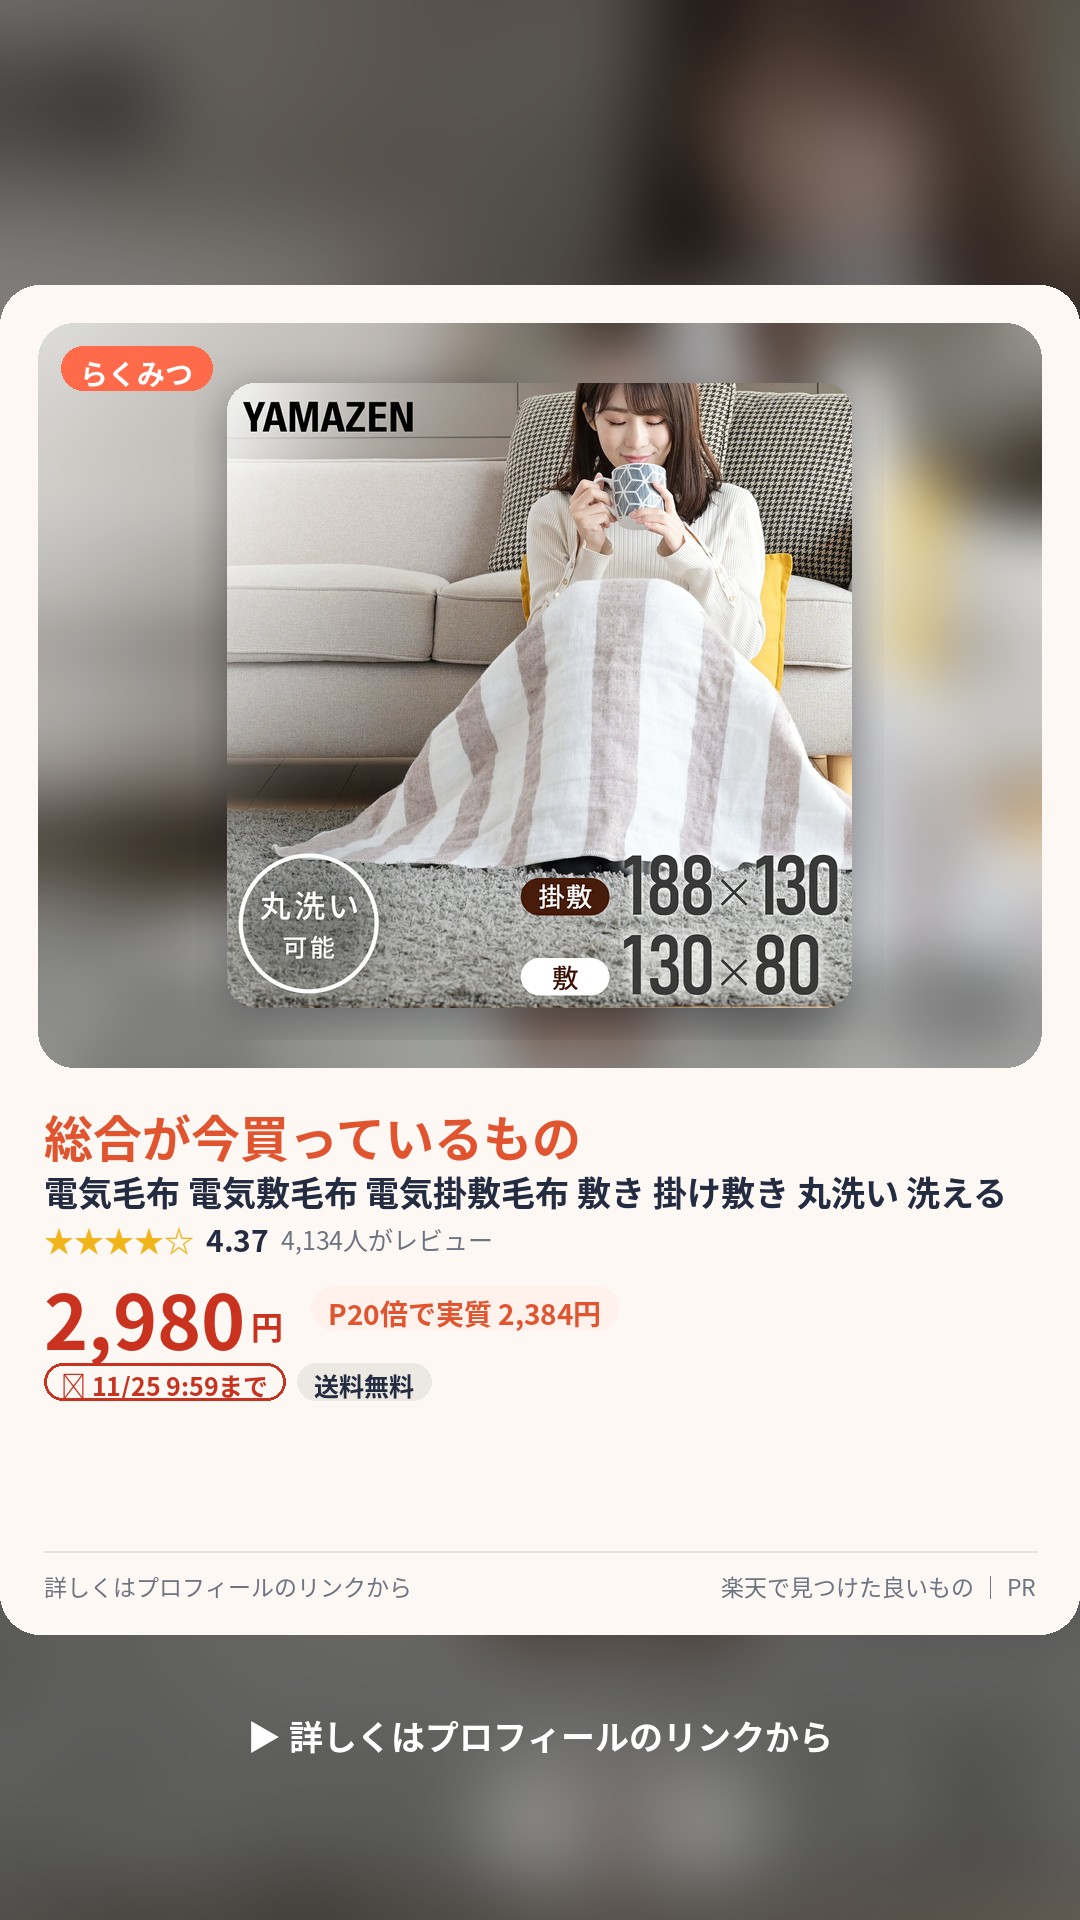 らくみつ
YAMAZEN
丸洗い
可能
掛敷 188×130
敷 130×80
総合が今買っているもの
電気毛布 電気敷毛布 電気掛敷毛布 敷き 掛け敷き 丸洗い 洗える
★★★★☆ 4.37 4,134人がレビュー
2,980円 P20倍で実質 2,384円
11/25 9:59まで 送料無料
詳しくはプロフィールのリンクから 楽天で見つけた良いもの | PR
▶ 詳しくはプロフィールのリンクから